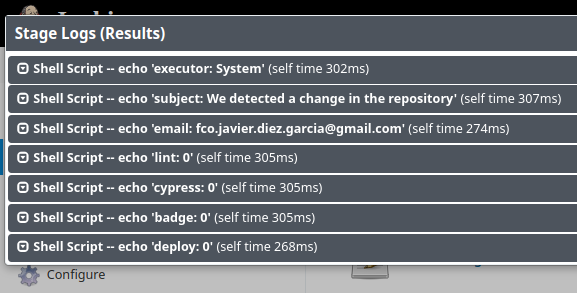 Stage Logs (Results)
Shell Script -- echo 'executor: System' (self time 302ms)
Shell Script -- echo 'subject: We detected a change in the repository' (self time 307ms)
Shell Script -- echo 'email: fco.javier.diez.garcia@gmail.com' (self time 274ms)
Shell Script -- echo 'lint: 0' (self time 305ms)
Shell Script -- echo 'cypress: 0' (self time 305ms)
Shell Script -- echo 'badge: 0' (self time 305ms)
Shell Script -- echo 'deploy: 0' (self time 268ms)
Configure